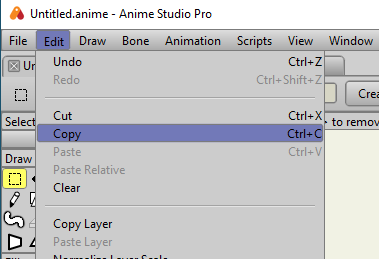 Untitled.anime - Anime Studio Pro
File Edit Draw Bone Animation Scripts View Window
Undo Ctrl+Z
Redo Ctrl+Shift+Z
Cut Ctrl+X
Copy Ctrl+C
Paste Ctrl+V
Paste Relative
Clear
Copy Layer
Paste Layer
Normalize Layer Scale
Un
Crea
Selec
to remov
Draw